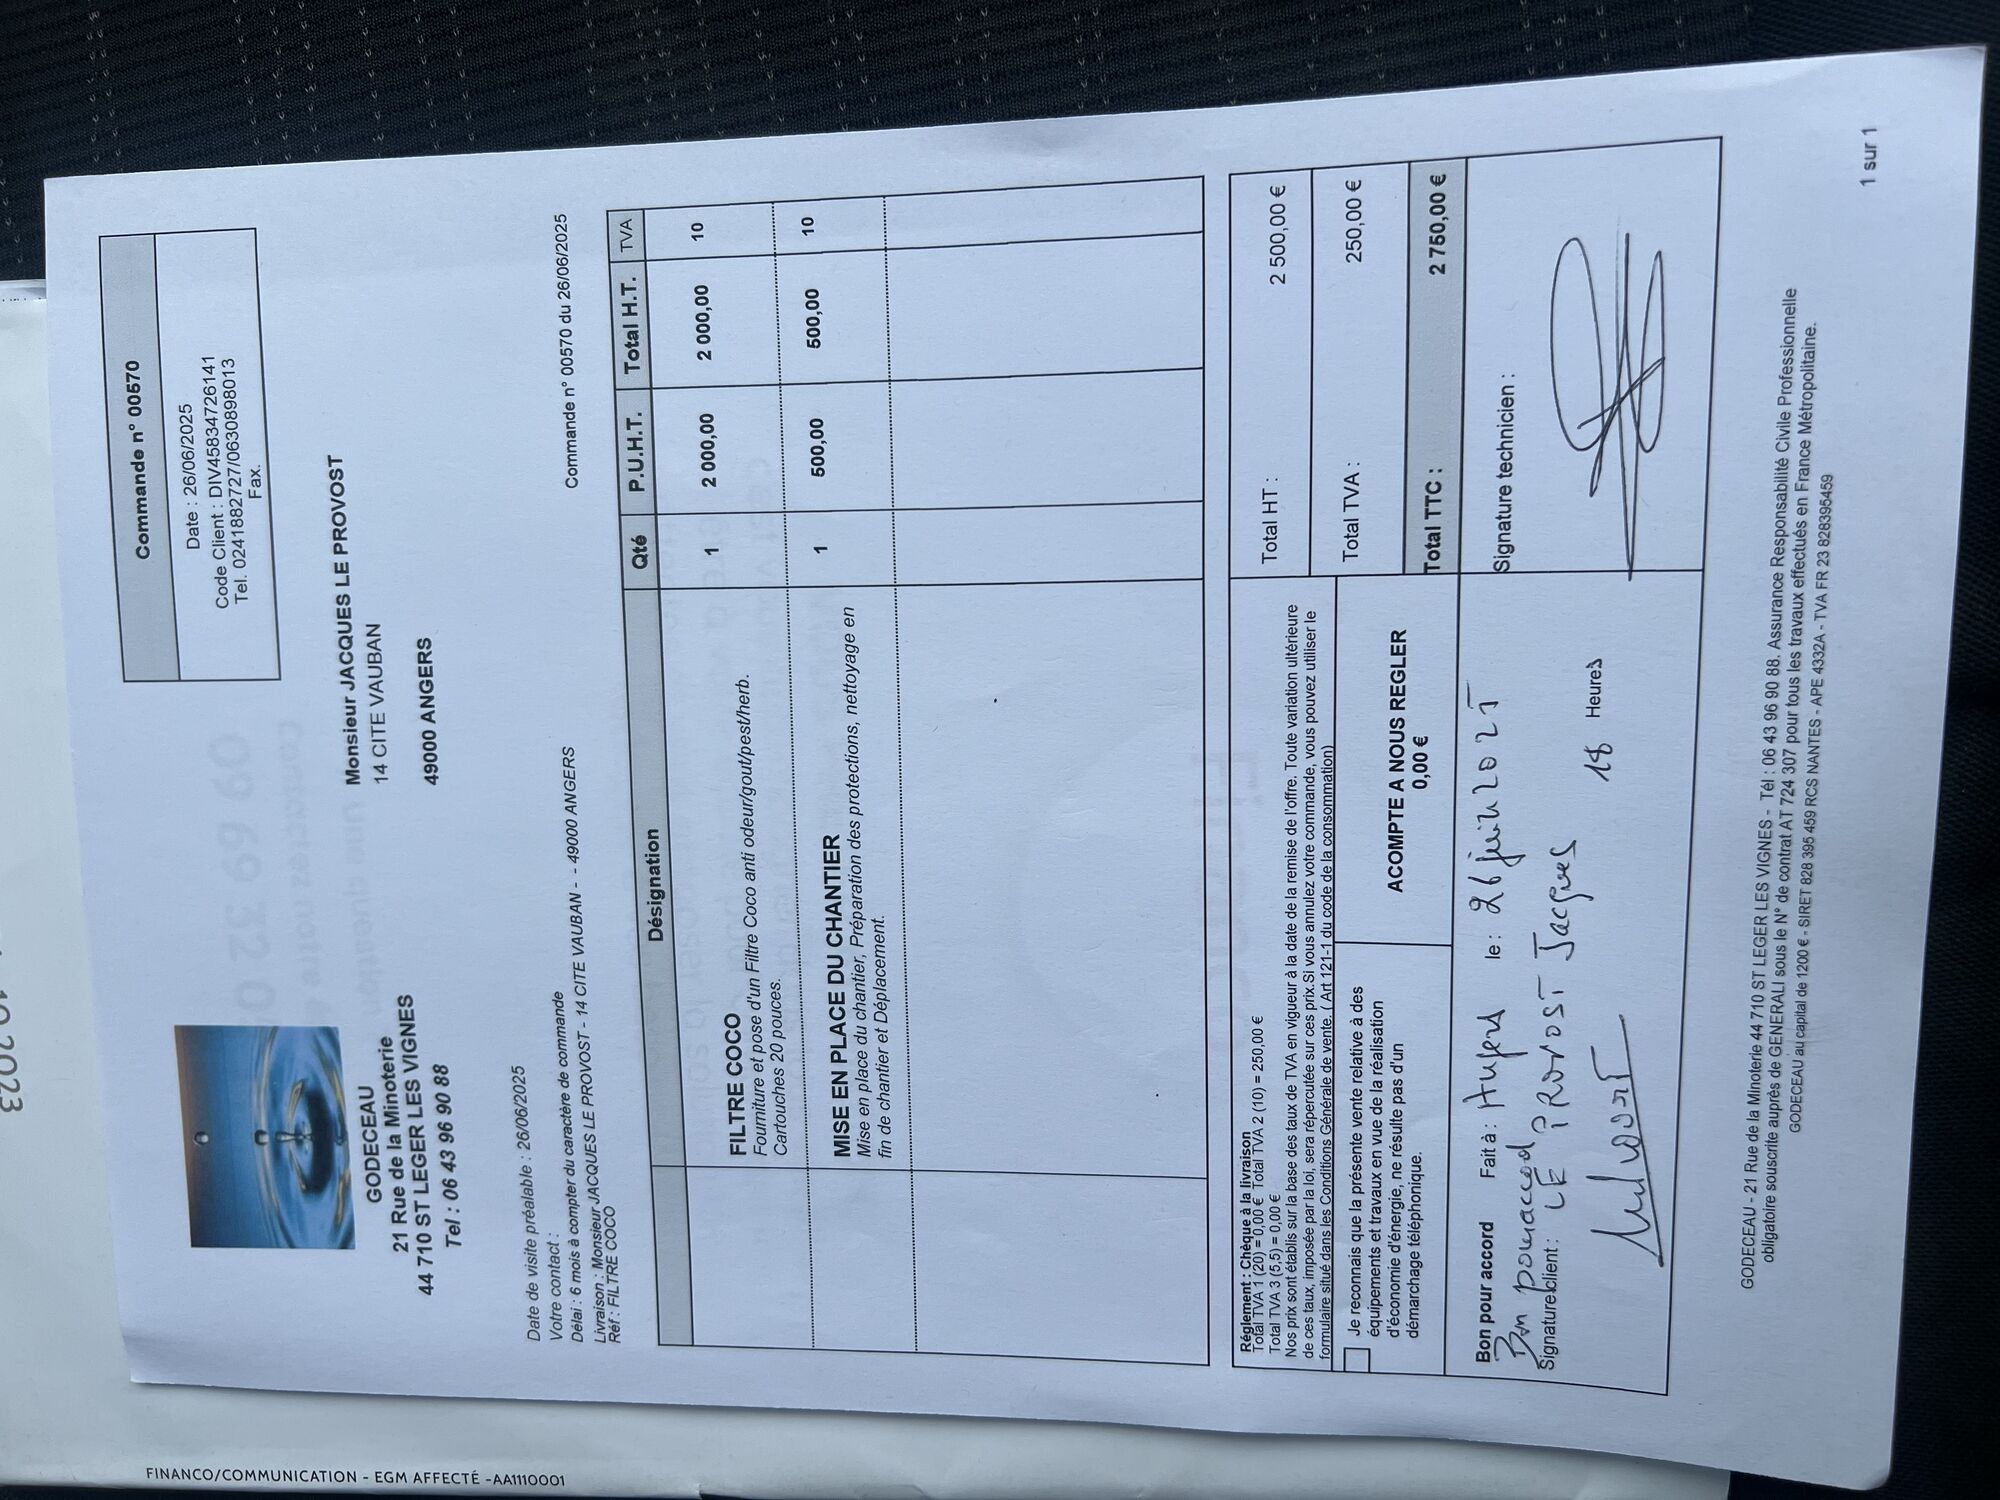 Commande n° 00570
Date : 26/06/2025
Code Client : DIV45834726141
Tel. 0241882727/0630898013
Fax.
GODECEAU
21 Rue de la Minoterie
44 710 ST LEGER LES VIGNES
Tel : 06 43 96 90 88
Monsieur JACQUES LE PROVOST
14 CITE VAUBAN
49000 ANGERS
Date de visite préalable : 26/06/2025
Votre contact :
Délai : 6 mois à compter du caractère de commande
Livraison : Monsieur JACQUES LE PROVOST - 14 CITE VAUBAN - - 49000 ANGERS
Réf : FILTRE COCO
Commande n° 00570 du 26/06/2025
Désignation Qté P.U.H.T. Total H.T. TVA
FILTRE COCO 1 2 000,00 2 000,00 10
Fourniture et pose d'un Filtre Coco anti odeur/gout/pest/herb.
Cartouches 20 pouces.
MISE EN PLACE DU CHANTIER 1 500,00 500,00 10
Mise en place du chantier, Préparation des protections, nettoyage en
fin de chantier et Déplacement.
Réglement : Chèque à la livraison
Total TVA 1 (20) = 0,00 € Total TVA 2 (10) = 250,00 €
Total TVA 3 (5,5) = 0,00 €
Nos prix sont établis sur la base des taux de TVA en vigueur à la date de la remise de l'offre. Toute variation ultérieure
de ces taux, imposée par la loi, sera répercutée sur ces prix.Si vous annulez votre commande, vous pouvez utiliser le
formulaire situé dans les Conditions Générale de vente. ( Art 121-1 du code de la consommation)
Total HT : 2 500,00 €
Total TVA : 250,00 €
Total TTC : 2 750,00 €
Je reconnais que la présente vente relative à des
équipements et travaux en vue de la réalisation
d'économie d'énergie, ne résulte pas d'un
démarchage téléphonique.
ACOMPTE A NOUS REGLER
0,00 €
Bon pour accord Fait à : Angers le : 26 juin 2025
Bon pour accord
Signature client : LE PROVOST Jacques 18 Heures
Signature technicien :
GODECEAU - 21 Rue de la Minoterie 44 710 ST LEGER LES VIGNES - Tél : 06 43 96 90 88. Assurance Responsabilité Civile Professionnelle
obligatoire souscrite auprès de GENERALI sous le N° de contrat AT 724 307 pour tous les travaux effectués en France Métropolitaine.
GODECEAU au capital de 1200 € - SIRET 828 395 459 RCS NANTES - APE 4332A - TVA FR 23 828395459
1 sur 1
FINANCO/COMMUNICATION - EGM AFFECTÉ -AA1110001